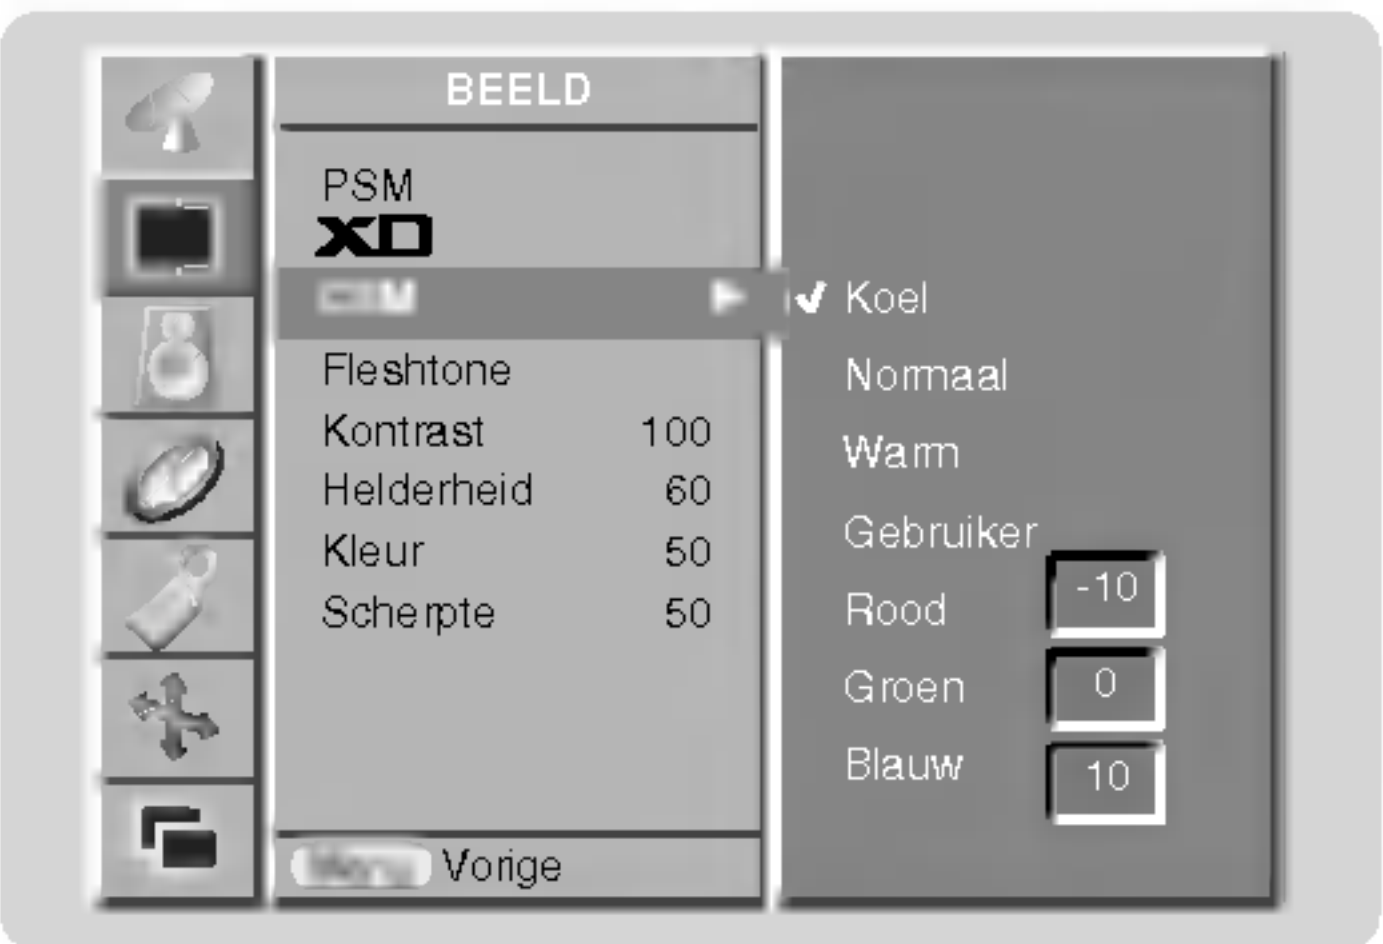 BEELD
PSM
XD
Fleshtone
Kontrast 100
Helderheid 60
Kleur 50
Scherpte 50
Vorige
Koel
Normaal
Warm
Gebruiker
Rood -10
Groen 0
Blauw 10